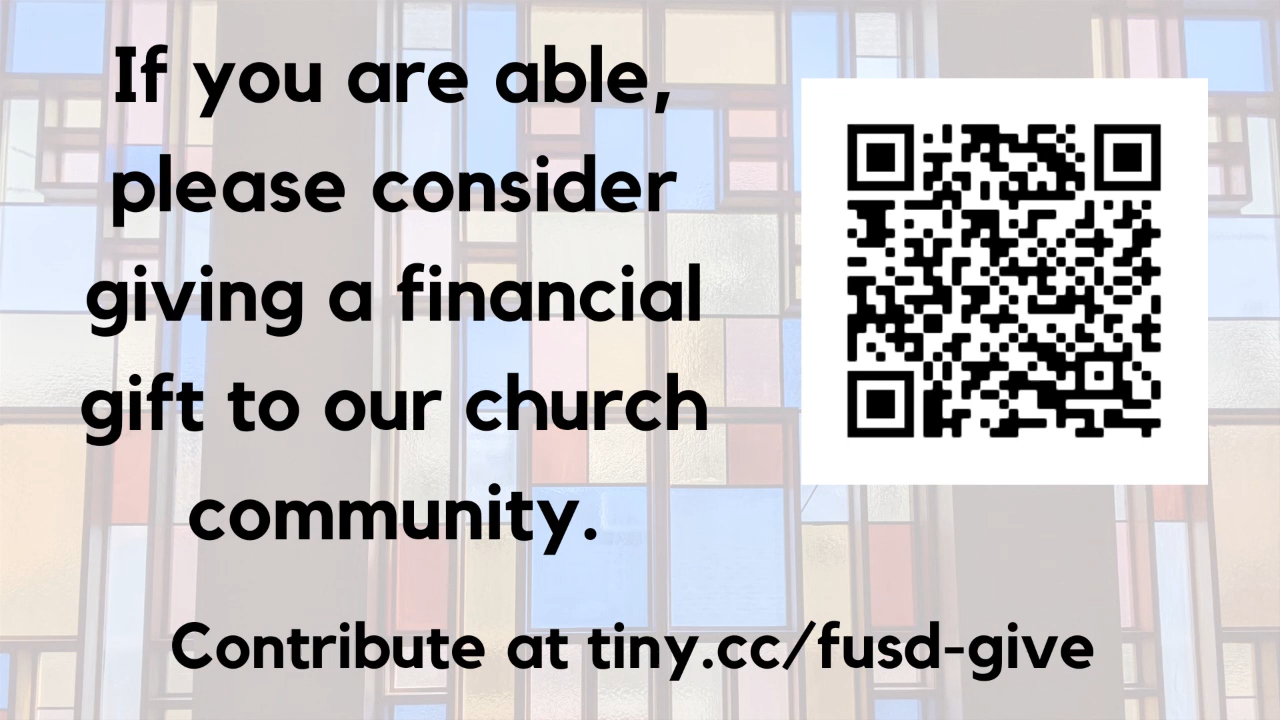 If you are able,
please consider
giving a financial
gift to our church
community.
Contribute at tiny.cc/fusd-give